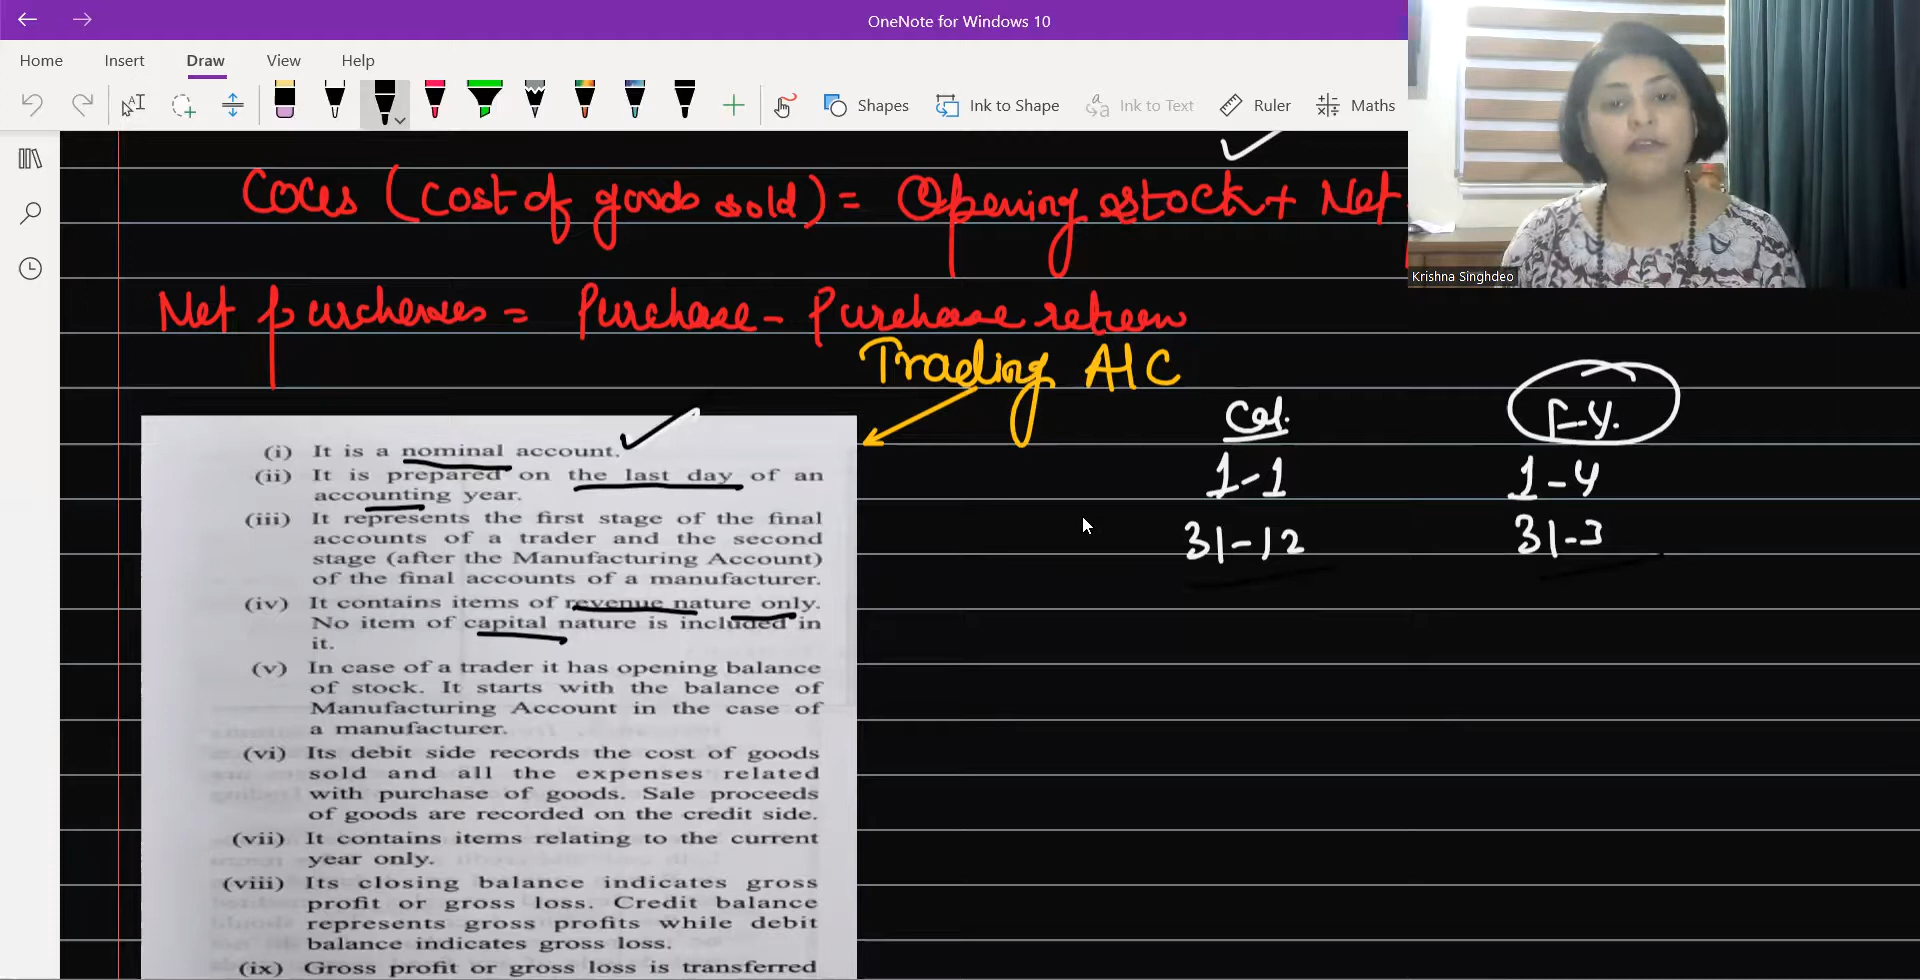 OneNote for Windows 10
Home Insert Draw View Help
Shapes Ink to Shape Ink to Text Ruler Maths
Krishna Singhdeo
COGS (cost of goods sold) = Opening stock + Net
Net purchases = Purchase - Purchase return
Trading A/C
Cal. F-Y.
1-1 1-4
31-12 31-3
(i) It is a nominal account.
(ii) It is prepared on the last day of an
accounting year.
(iii) It represents the first stage of the final
accounts of a trader and the second
stage (after the Manufacturing Account)
of the final accounts of a manufacturer.
(iv) It contains items of revenue nature only.
No item of capital nature is included in
it.
(v) In case of a trader it has opening balance
of stock. It starts with the balance of
Manufacturing Account in the case of
a manufacturer.
(vi) Its debit side records the cost of goods
sold and all the expenses related
with purchase of goods. Sale proceeds
of goods are recorded on the credit side.
(vii) It contains items relating to the current
year only.
(viii) Its closing balance indicates gross
profit or gross loss. Credit balance
represents gross profits while debit
balance indicates gross loss.
(ix) Gross profit or gross loss is transferred